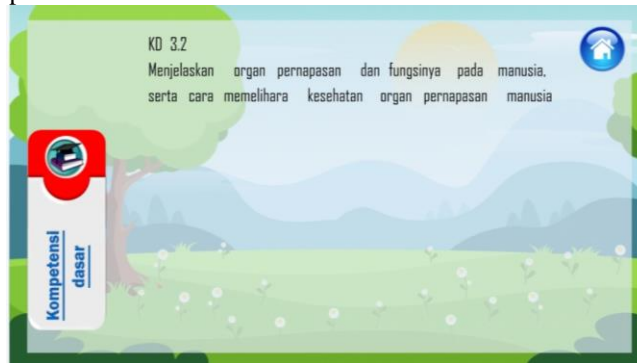 KD 3.2
Menjelaskan organ pernapasan dan fungsinya pada manusia,
serta cara memelihara kesehatan organ pernapasan manusia
Kompetensi
dasar